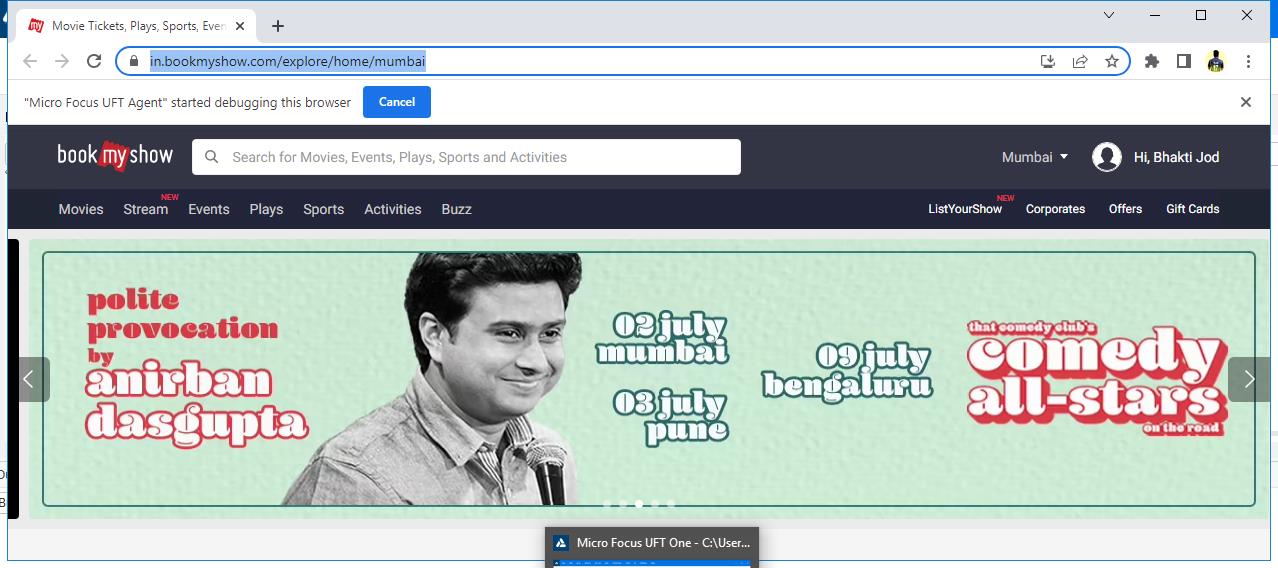 Movie Tickets, Plays, Sports, Even
in.bookmyshow.com/explore/home/mumbai
"Micro Focus UFT Agent" started debugging this browser Cancel
book my show Search for Movies, Events, Plays, Sports and Activities Mumbai Hi, Bhakti Jod
Movies Stream NEW Events Plays Sports Activities Buzz ListYourShow NEW Corporates Offers Gift Cards
polite
provocation
by
anirban
dasgupta
02 july
mumbai
03 july
pune
09 july
bengaluru
that comedy club's
comedy
all-stars
on the road
Micro Focus UFT One - C:\User...